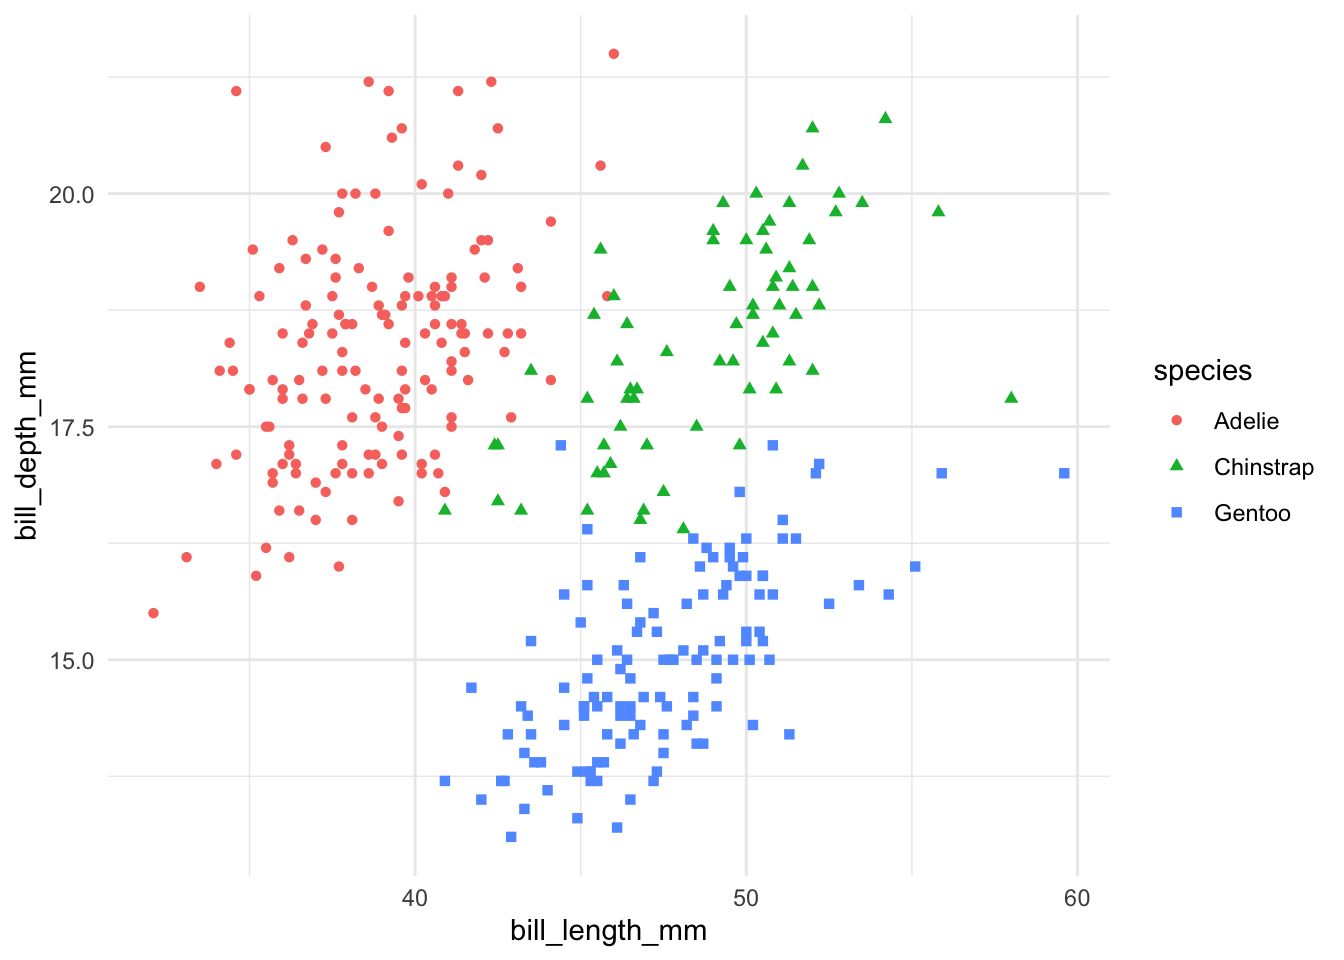 20.0
17.5
15.0
bill_depth_mm
40 50 60
bill_length_mm
species
Adelie
Chinstrap
Gentoo